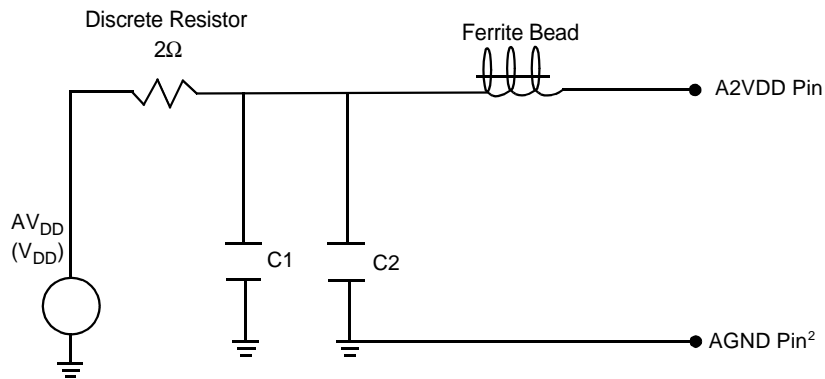 Discrete Resistor
2Ω
Ferrite Bead
A2VDD Pin
AV_DD
(V_DD)
C1
C2
AGND Pin²